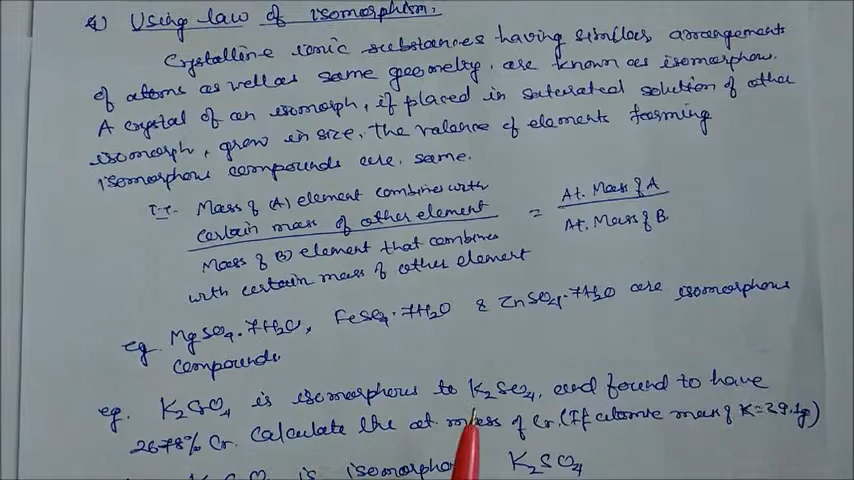 4) Using law of isomorphism.
Crystalline ionic substances having similar arrangements
of atoms as well as same geometry, are known as isomorphous.
A crystal of an isomorph, if placed in saturated solution of other
isomorph, grow in size. The valance of elements forming
isomorphous compounds are same.
i.e. Mass of (A) element combines with
certain mass of other element
Mass of (B) element that combines
with certain mass of other element
= At. Mass of A
At. Mass of B.
eg. MgSO4.7H2O, FeSO4.7H2O & ZnSO4.7H2O are isomorphous
compounds
eg. K2SO4 is isomorphous to K2 and found to have
26.78% Cr. Calculate the at. mass of Cr. (If atomic mass of K=39.1g)
is isomorpho K2SO4